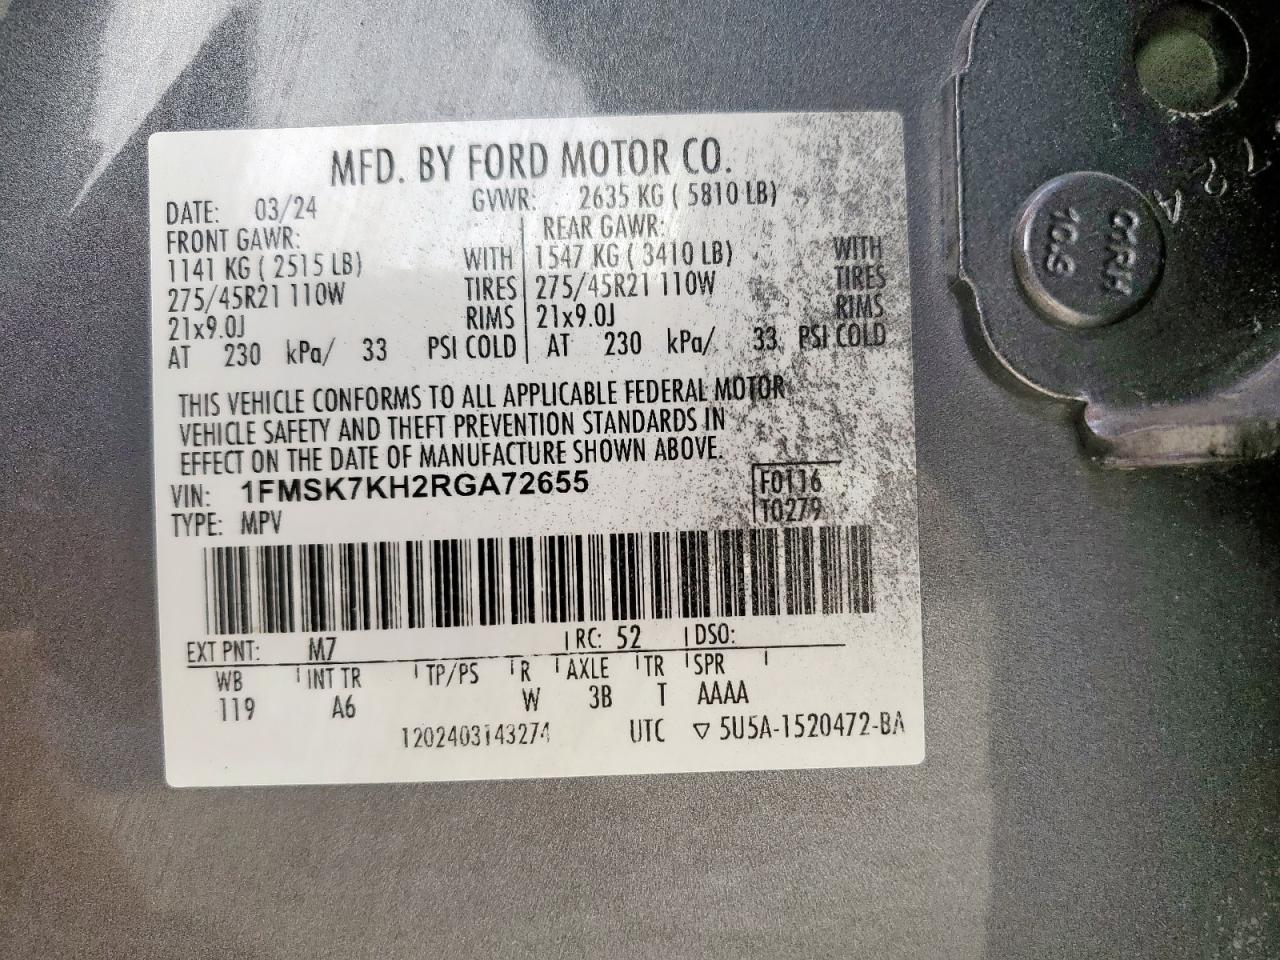 MFD. BY FORD MOTOR CO.
DATE: 03/24 GVWR: 2635 KG ( 5810 LB)
FRONT GAWR: REAR GAWR:
1141 KG ( 2515 LB) WITH 1547 KG ( 3410 LB) WITH
275/45R21 110W TIRES 275/45R21 110W TIRES
21x9.0J RIMS 21x9.0J RIMS
AT 230 kPa/ 33 PSI COLD AT 230 kPa/ 33 PSI COLD
THIS VEHICLE CONFORMS TO ALL APPLICABLE FEDERAL MOTOR
VEHICLE SAFETY AND THEFT PREVENTION STANDARDS IN
EFFECT ON THE DATE OF MANUFACTURE SHOWN ABOVE.
VIN: 1FMSK7KH2RGA72655 F0116
TYPE: MPV T0279
EXT PNT: M7 RC: 52 DSO:
WB INT TR TP/PS R AXLE TR SPR
119 A6 W 3B T AAAA
1202403143274 UTC ▽ 5U5A-1520472-BA
10.9